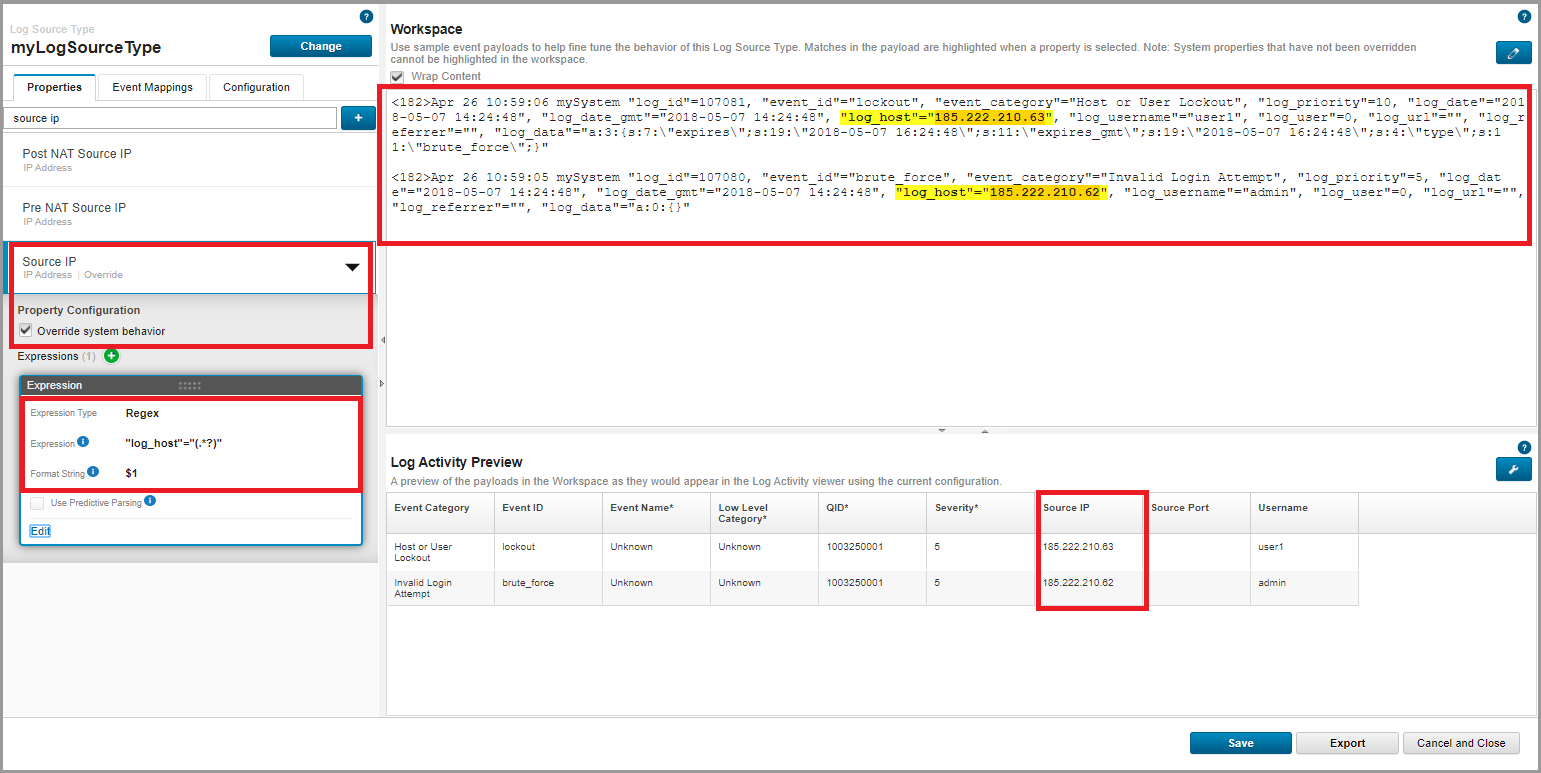 Log Source Type
myLogSourceType
Change
Properties
Event Mappings
Configuration
source ip
+
Post NAT Source IP
IP Address
Pre NAT Source IP
IP Address
Source IP
IP Address | Override
Property Configuration
Override system behavior
Expressions (1) +
Expression
Expression Type Regex
Expression i "log_host"="(.*?)"
Format String i $1
Use Predictive Parsing i
Edit
?
Workspace
?
Use sample event payloads to help fine tune the behavior of this Log Source Type. Matches in the payload are highlighted when a property is selected. Note: System properties that have not been overridden
cannot be highlighted in the workspace.
Wrap Content
<182>Apr 26 10:59:06 mySystem "log_id"=107081, "event_id"="lockout", "event_category"="Host or User Lockout", "log_priority"=10, "log_date"="201
8-05-07 14:24:48", "log_date_gmt"="2018-05-07 14:24:48", "log_host"="185.222.210.63", "log_username"="user1", "log_user"=0, "log_url"="", "log_r
eferrer"="", "log_data"="a:3:{s:7:\"expires\";s:19:\"2018-05-07 16:24:48\";s:11:\"expires_gmt\";s:19:\"2018-05-07 16:24:48\";s:4:\"type\";s:1
1:\"brute_force\";}"
<182>Apr 26 10:59:05 mySystem "log_id"=107080, "event_id"="brute_force", "event_category"="Invalid Login Attempt", "log_priority"=5, "log_dat
e"="2018-05-07 14:24:48", "log_date_gmt"="2018-05-07 14:24:48", "log_host"="185.222.210.62", "log_username"="admin", "log_user"=0, "log_url"="",
"log_referrer"="", "log_data"="a:0:{}"
Log Activity Preview
?
A preview of the payloads in the Workspace as they would appear in the Log Activity viewer using the current configuration.
Event Category Event ID Event Name* Low Level Category* QID* Severity* Source IP Source Port Username
Host or User Lockout lockout Unknown Unknown 1003250001 5 185.222.210.63 user1
Invalid Login Attempt brute_force Unknown Unknown 1003250001 5 185.222.210.62 admin
Save
Export
Cancel and Close